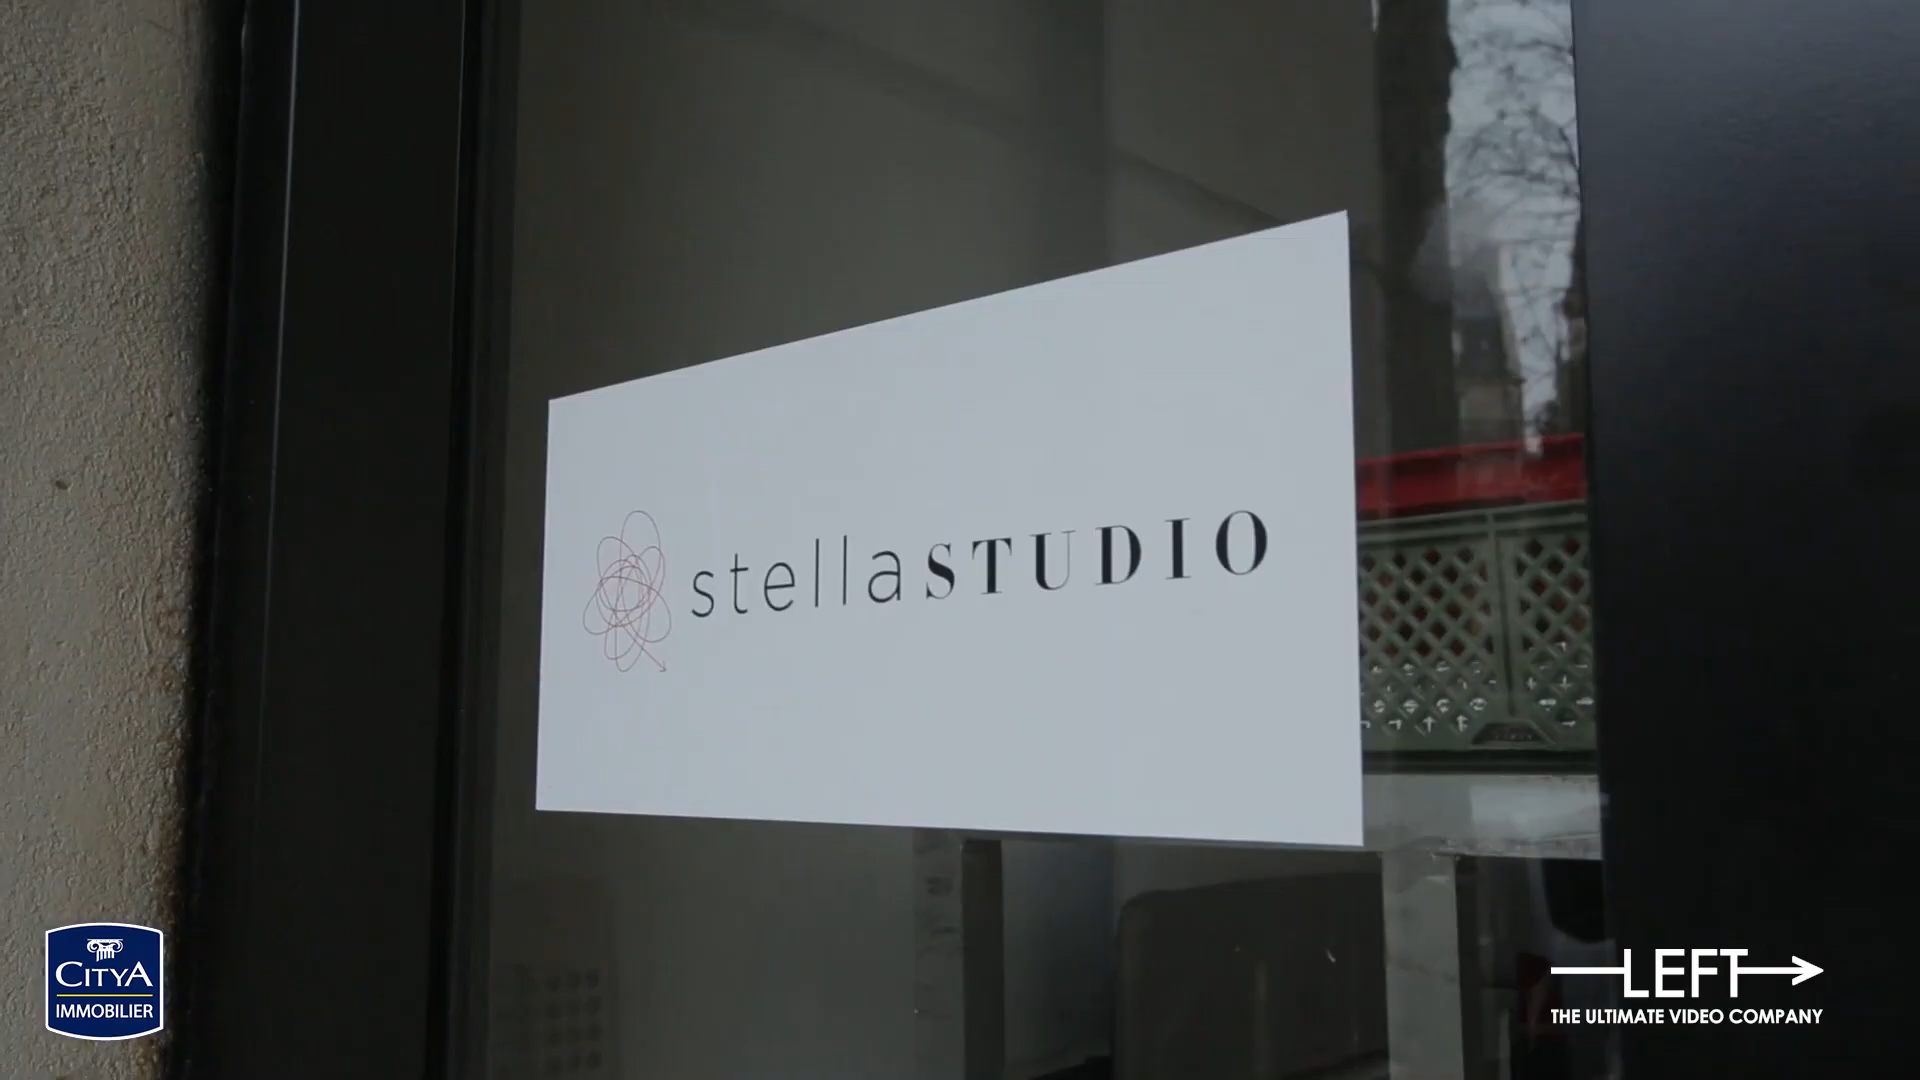 stellaSTUDIO
CITYA
IMMOBILIER
LEFT
THE ULTIMATE VIDEO COMPANY